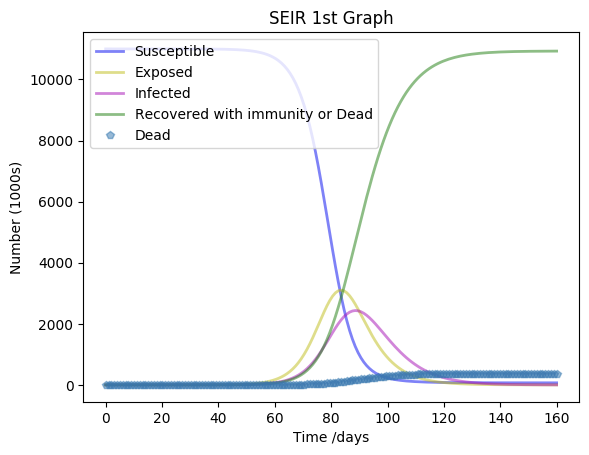 SEIR 1st Graph
Susceptible
Exposed
Infected
Recovered with immunity or Dead
Dead
10000
8000
6000
4000
2000
0
Number (1000s)
0 20 40 60 80 100 120 140 160
Time /days